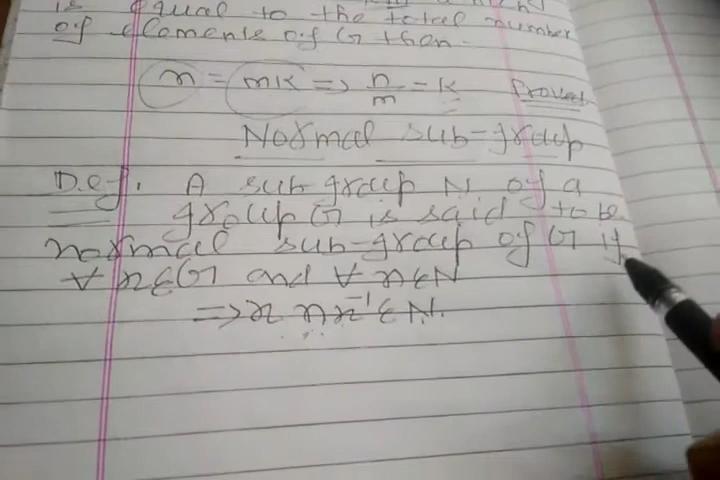 is equal to the total number
of elements of G then.
n = mk => n/m = k Proved
Normal sub-group
Def. A sub group N of a
group G is said to be
normal sub-group of G if
∀ x∈G and ∀ n∈N
=> x n x⁻¹ ∈ N.